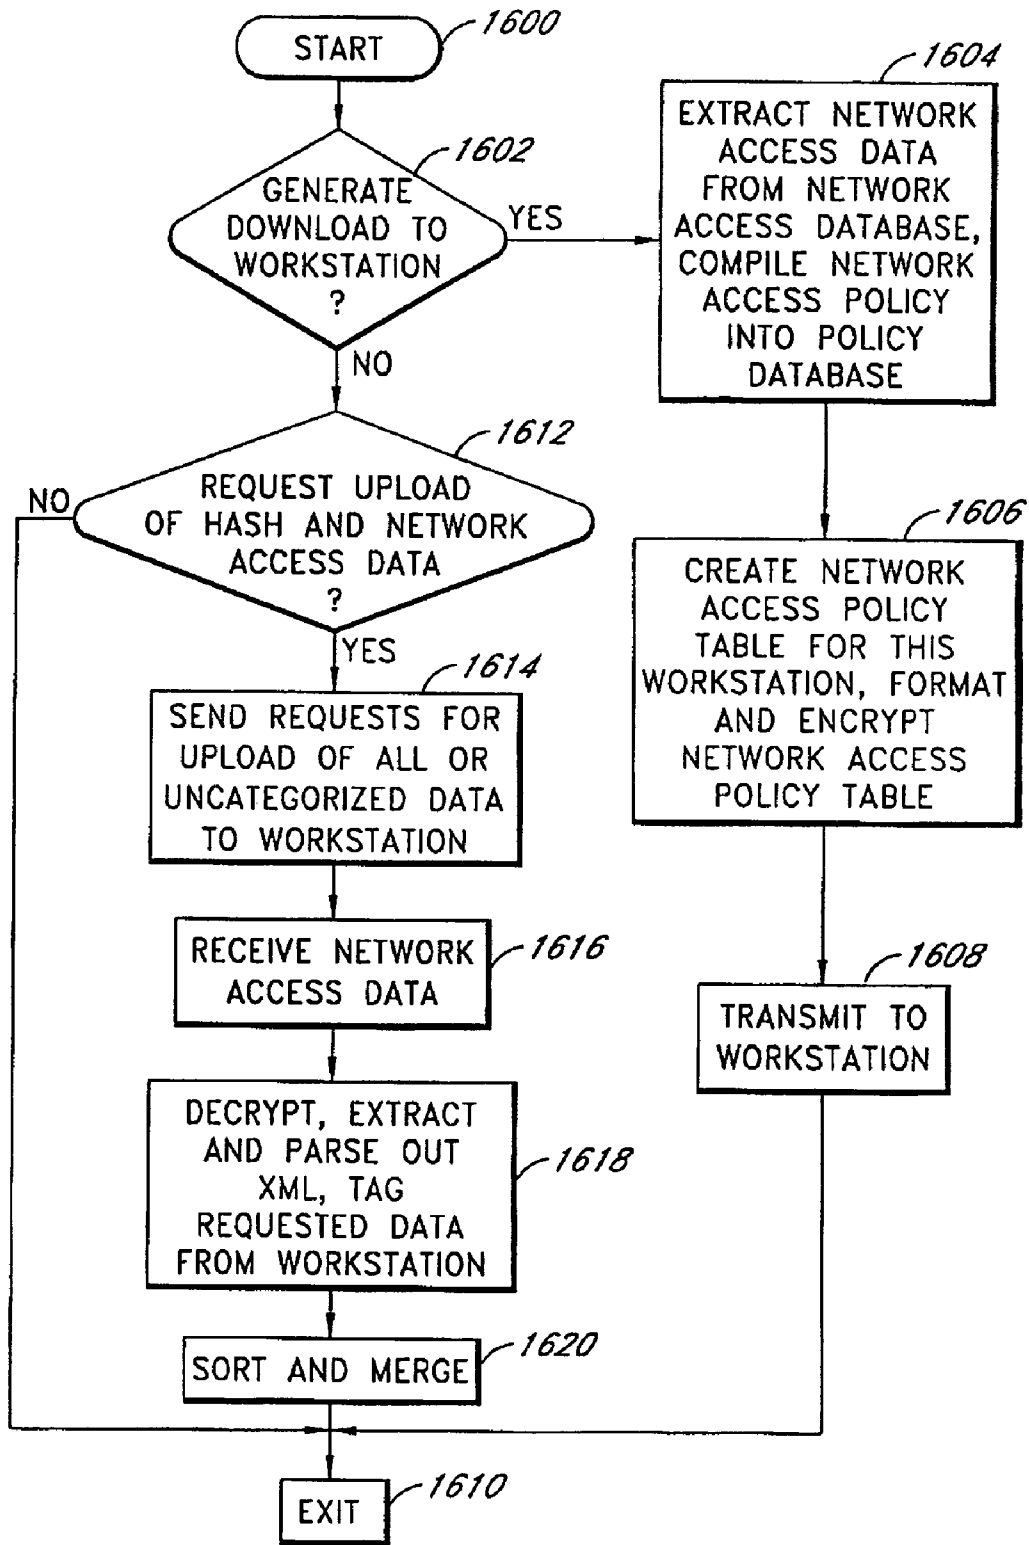 START
1600
GENERATE
DOWNLOAD TO
WORKSTATION
?
1602
YES
NO
EXTRACT NETWORK
ACCESS DATA
FROM NETWORK
ACCESS DATABASE,
COMPILE NETWORK
ACCESS POLICY
INTO POLICY
DATABASE
1604
CREATE NETWORK
ACCESS POLICY
TABLE FOR THIS
WORKSTATION, FORMAT
AND ENCRYPT
NETWORK ACCESS
POLICY TABLE
1606
TRANSMIT TO
WORKSTATION
1608
REQUEST UPLOAD
OF HASH AND NETWORK
ACCESS DATA
?
1612
NO
YES
SEND REQUESTS FOR
UPLOAD OF ALL OR
UNCATEGORIZED DATA
TO WORKSTATION
1614
RECEIVE NETWORK
ACCESS DATA
1616
DECRYPT, EXTRACT
AND PARSE OUT
XML, TAG
REQUESTED DATA
FROM WORKSTATION
1618
SORT AND MERGE
1620
EXIT
1610